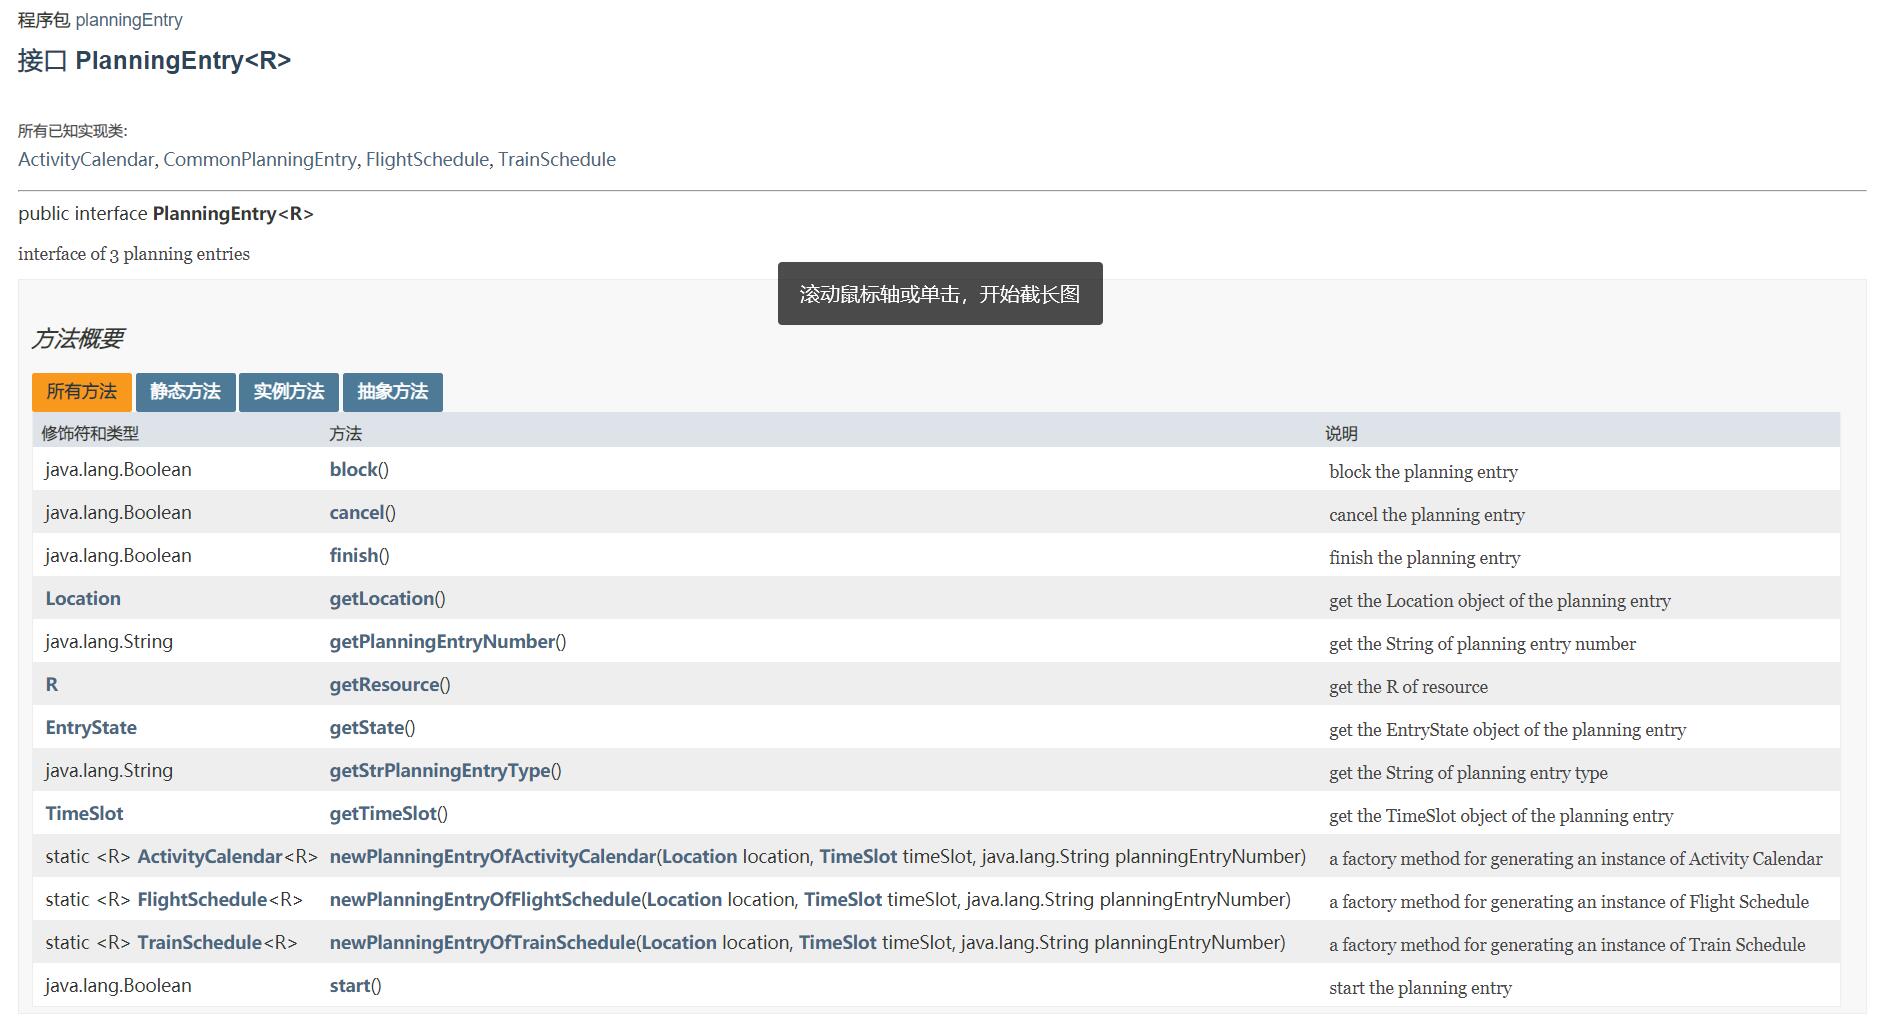 程序包 planningEntry
接口 PlanningEntry<R>
所有已知实现类:
ActivityCalendar, CommonPlanningEntry, FlightSchedule, TrainSchedule
public interface PlanningEntry<R>
interface of 3 planning entries
滚动鼠标轴或单击，开始截长图
方法概要
所有方法 静态方法 实例方法 抽象方法
修饰符和类型 方法 说明
java.lang.Boolean block() block the planning entry
java.lang.Boolean cancel() cancel the planning entry
java.lang.Boolean finish() finish the planning entry
Location getLocation() get the Location object of the planning entry
java.lang.String getPlanningEntryNumber() get the String of planning entry number
R getResource() get the R of resource
EntryState getState() get the EntryState object of the planning entry
java.lang.String getStrPlanningEntryType() get the String of planning entry type
TimeSlot getTimeSlot() get the TimeSlot object of the planning entry
static <R> ActivityCalendar<R> newPlanningEntryOfActivityCalendar(Location location, TimeSlot timeSlot, java.lang.String planningEntryNumber) a factory method for generating an instance of Activity Calendar
static <R> FlightSchedule<R> newPlanningEntryOfFlightSchedule(Location location, TimeSlot timeSlot, java.lang.String planningEntryNumber) a factory method for generating an instance of Flight Schedule
static <R> TrainSchedule<R> newPlanningEntryOfTrainSchedule(Location location, TimeSlot timeSlot, java.lang.String planningEntryNumber) a factory method for generating an instance of Train Schedule
java.lang.Boolean start() start the planning entry